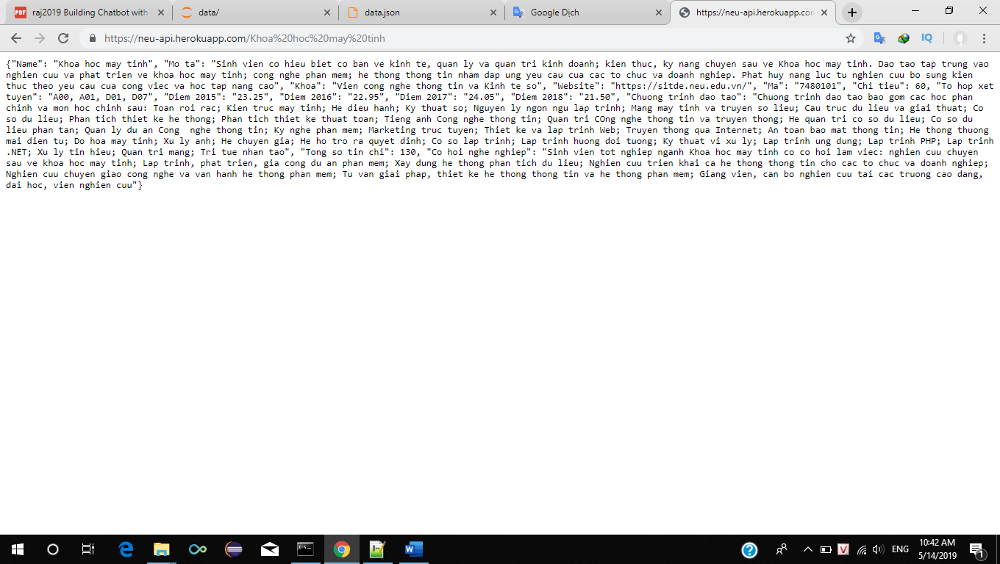 raj2019 Building Chatbot with
data/
data.json
Google Dịch
https://neu-api.herokuapp.con
https://neu-api.herokuapp.com/Khoa%20hoc%20may%20tinh
{"Name": "Khoa hoc may tinh", "Mo ta": "Sinh vien co hieu biet co ban ve kinh te, quan ly va quan tri kinh doanh; kien thuc, ky nang chuyen sau ve Khoa hoc may tinh. Dao tao tap trung vao
nghien cuu va phat trien ve khoa hoc may tinh; cong nghe phan mem; he thong thong tin nham dap ung yeu cau cua cac to chuc va doanh nghiep. Phat huy nang luc tu nghien cuu bo sung kien
thuc theo yeu cau cua cong viec va hoc tap nang cao", "Khoa": "Vien cong nghe thong tin va Kinh te so", "Website": "https://sitde.neu.edu.vn/", "Ma": "7480101", "Chi tieu": 60, "To hop xet
tuyen": "A00, A01, D01, D07", "Diem 2015": "23.25", "Diem 2016": "22.95", "Diem 2017": "24.05", "Diem 2018": "21.50", "Chuong trinh dao tao": "Chuong trinh dao tao bao gom cac hoc phan
chinh va mon hoc chinh sau: Toan roi rac; Kien truc may tinh; He dieu hanh; Ky thuat so; Nguyen ly ngon ngu lap trinh; Mang may tinh va truyen so lieu; Cau truc du lieu va giai thuat; Co
so du lieu; Phan tich thiet ke he thong; Phan tich thiet ke thuat toan; Tieng anh Cong nghe thong tin; Quan tri COng nghe thong tin va truyen thong; He quan tri co so du lieu; Co so du
lieu phan tan; Quan ly du an Cong  nghe thong tin; Ky nghe phan mem; Marketing truc tuyen; Thiet ke va lap trinh Web; Truyen thong qua Internet; An toan bao mat thong tin; He thong thuong
mai dien tu; Do hoa may tinh; Xu ly anh; He chuyen gia; He ho tro ra quyet dinh; Co so lap trinh; Lap trinh huong doi tuong; Ky thuat vi xu ly; Lap trinh ung dung; Lap trinh PHP; Lap trinh
.NET; Xu ly tin hieu; Quan tri mang; Tri tue nhan tao", "Tong so tin chi": 130, "Co hoi nghe nghiep": "Sinh vien tot nghiep nganh Khoa hoc may tinh co co hoi lam viec: nghien cuu chuyen
sau ve khoa hoc may tinh; Lap trinh, phat trien, gia cong du an phan mem; Xay dung he thong phan tich du lieu; Nghien cuu trien khai ca he thong thong tin cho cac to chuc va doanh nghiep;
Nghien cuu chuyen giao cong nghe va van hanh he thong phan mem; Tu van giai phap, thiet ke he thong thong tin va he thong phan mem; Giang vien, can bo nghien cuu tai cac truong cao dang,
dai hoc, vien nghien cuu"}
ENG
10:42 AM
5/14/2019